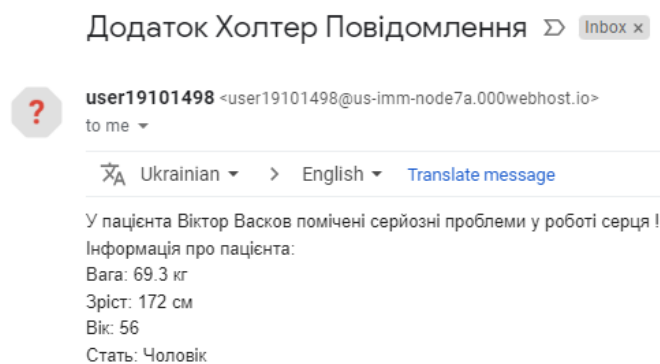 Додаток Холтер Повідомлення Inbox x
user19101498 <user19101498@us-imm-node7a.000webhost.io>
?
to me
Ukrainian > English Translate message
У пацієнта Віктор Васков помічені серйозні проблеми у роботі серця !
Інформація про пацієнта:
Вага: 69.3 кг
Зріст: 172 см
Вік: 56
Стать: Чоловік